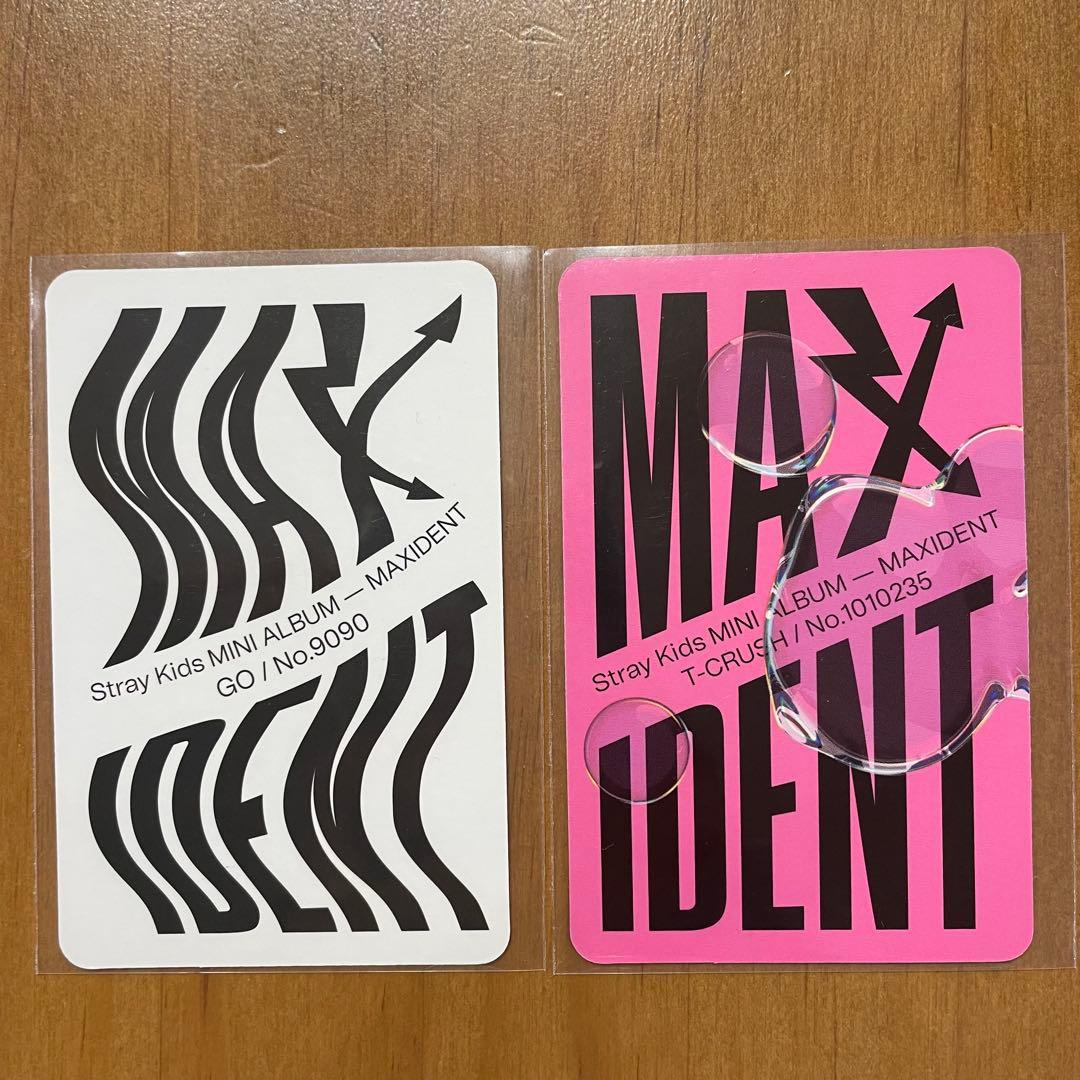 MAX
Stray Kids MINI ALBUM — MAXIDENT
GO / No.9090
IDENT
MAX
Stray Kids MINI ALBUM — MAXIDENT
T-CRUSH / No.1010235
IDENT